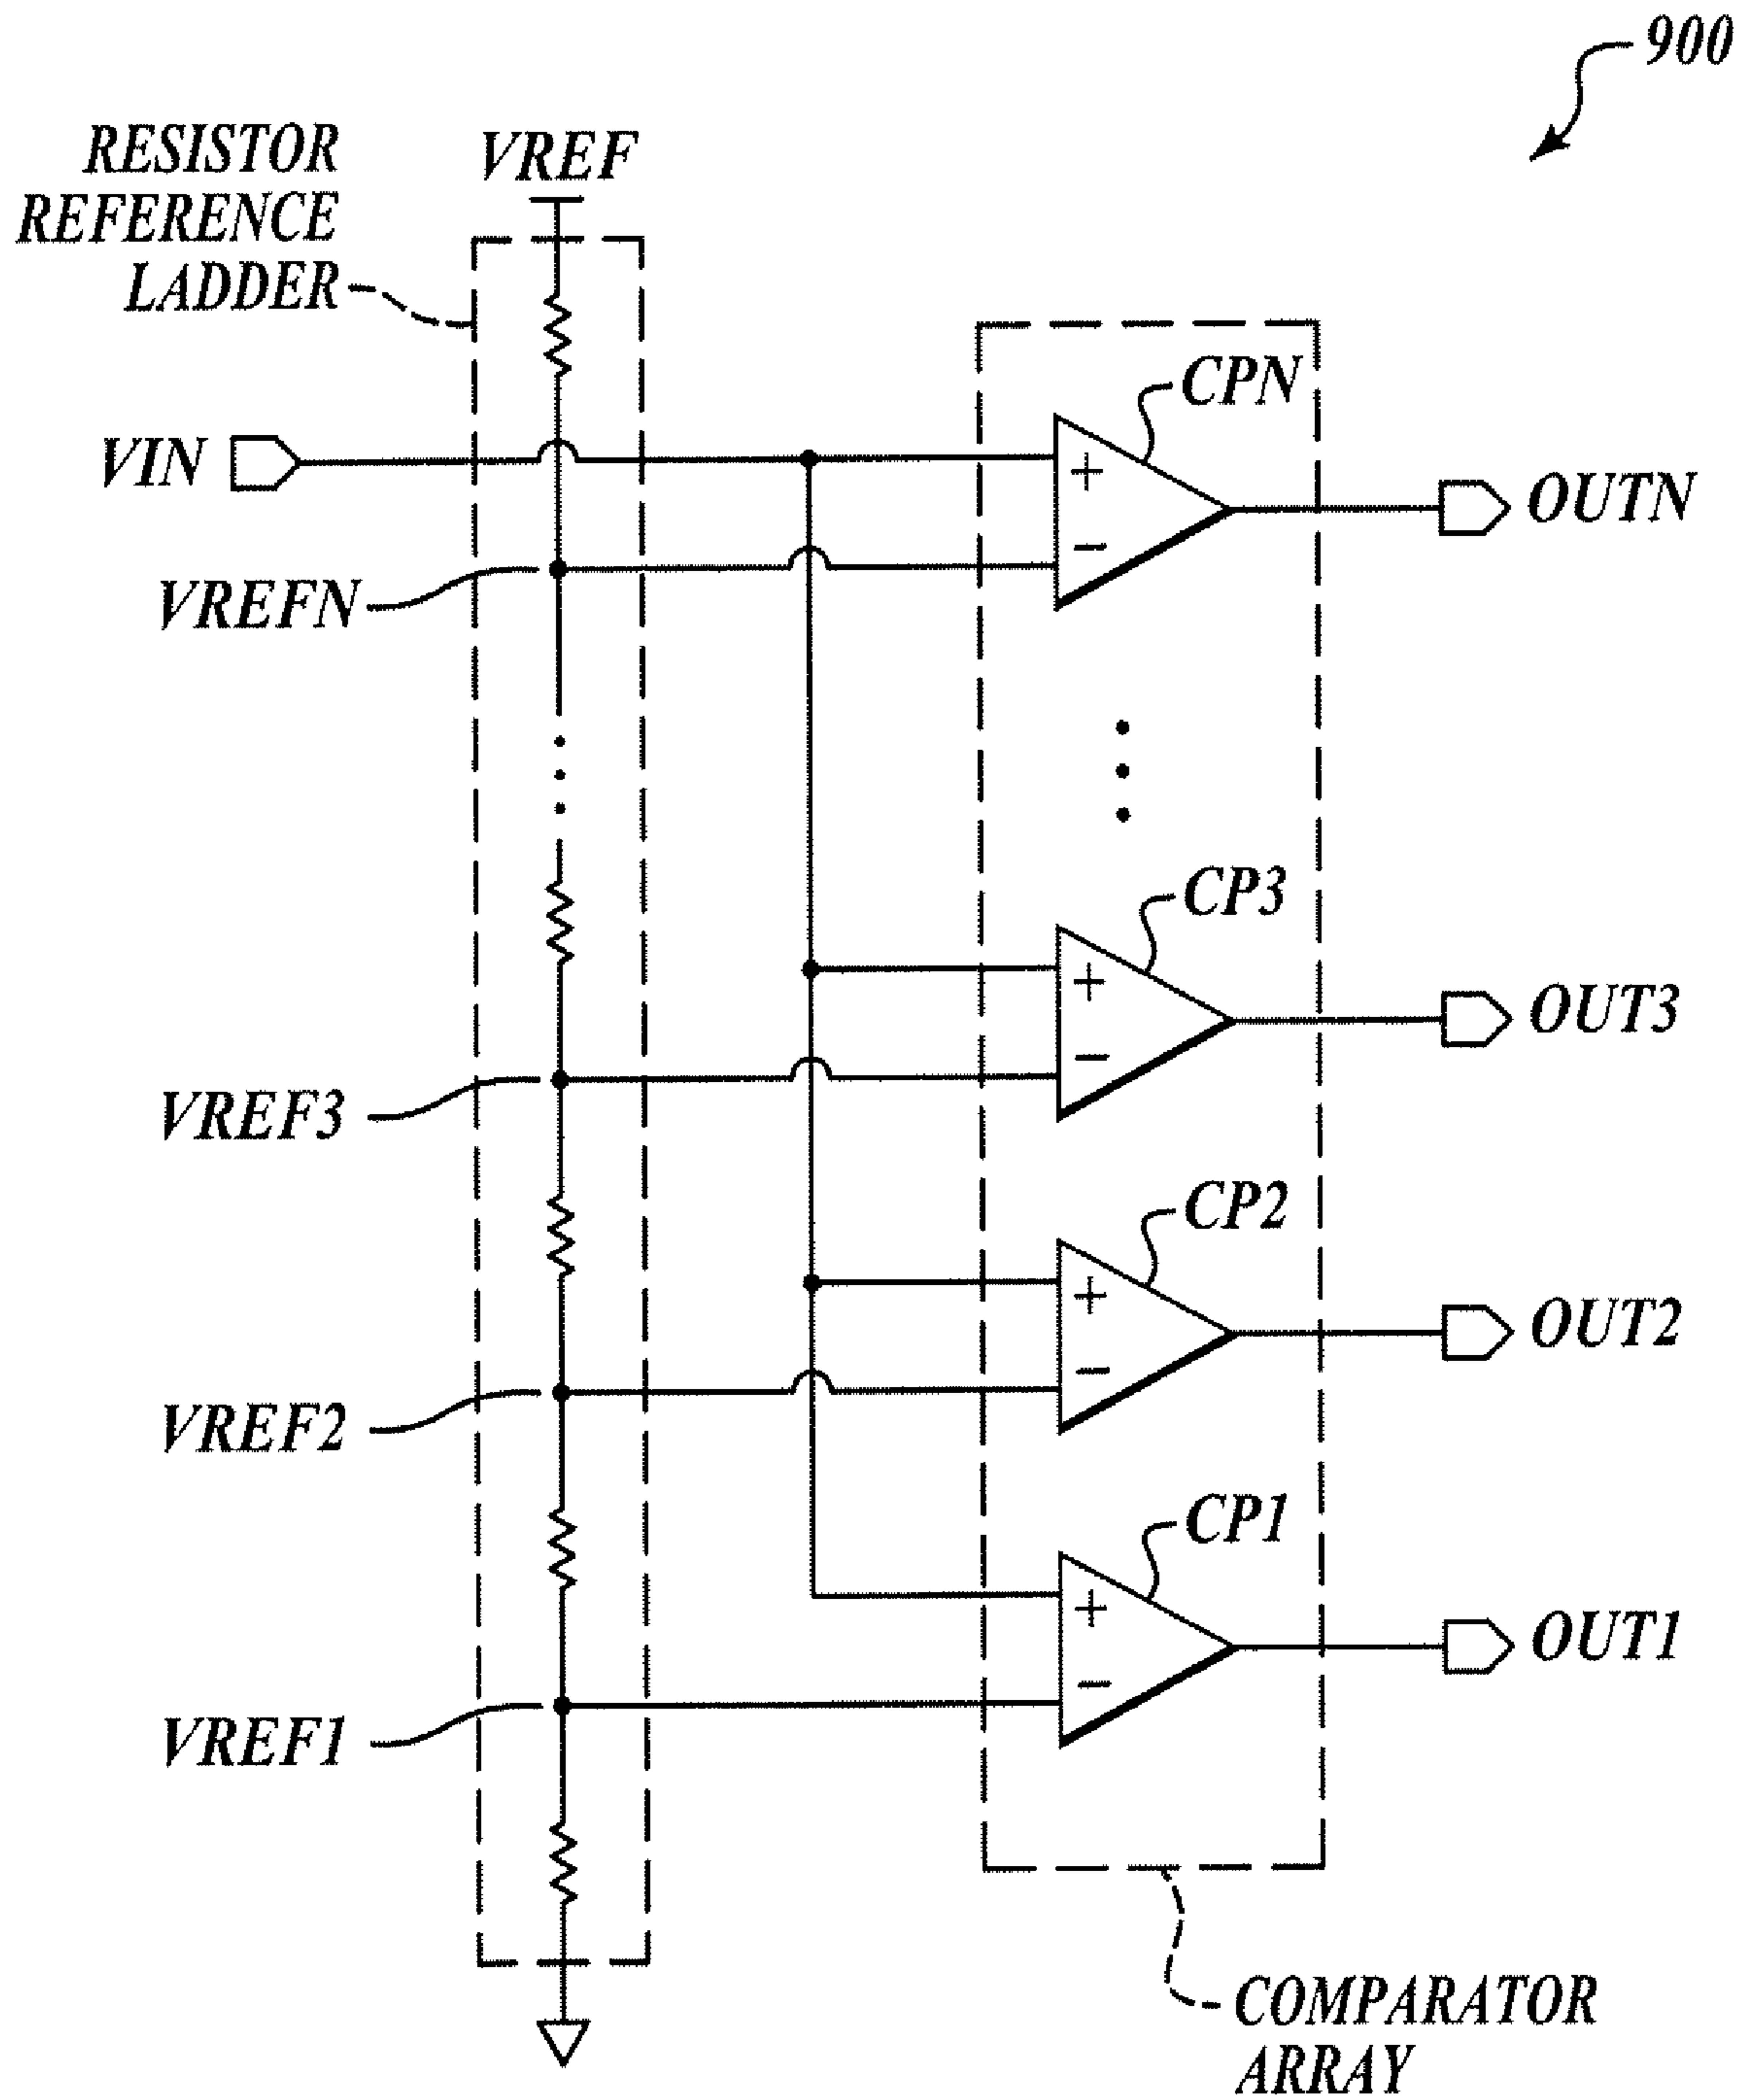 900
RESISTOR
REFERENCE
LADDER
VREF
CPN
VIN
+
−
OUTN
VREFN
CP3
+
−
OUT3
VREF3
CP2
+
−
OUT2
VREF2
CP1
+
−
OUT1
VREF1
COMPARATOR
ARRAY